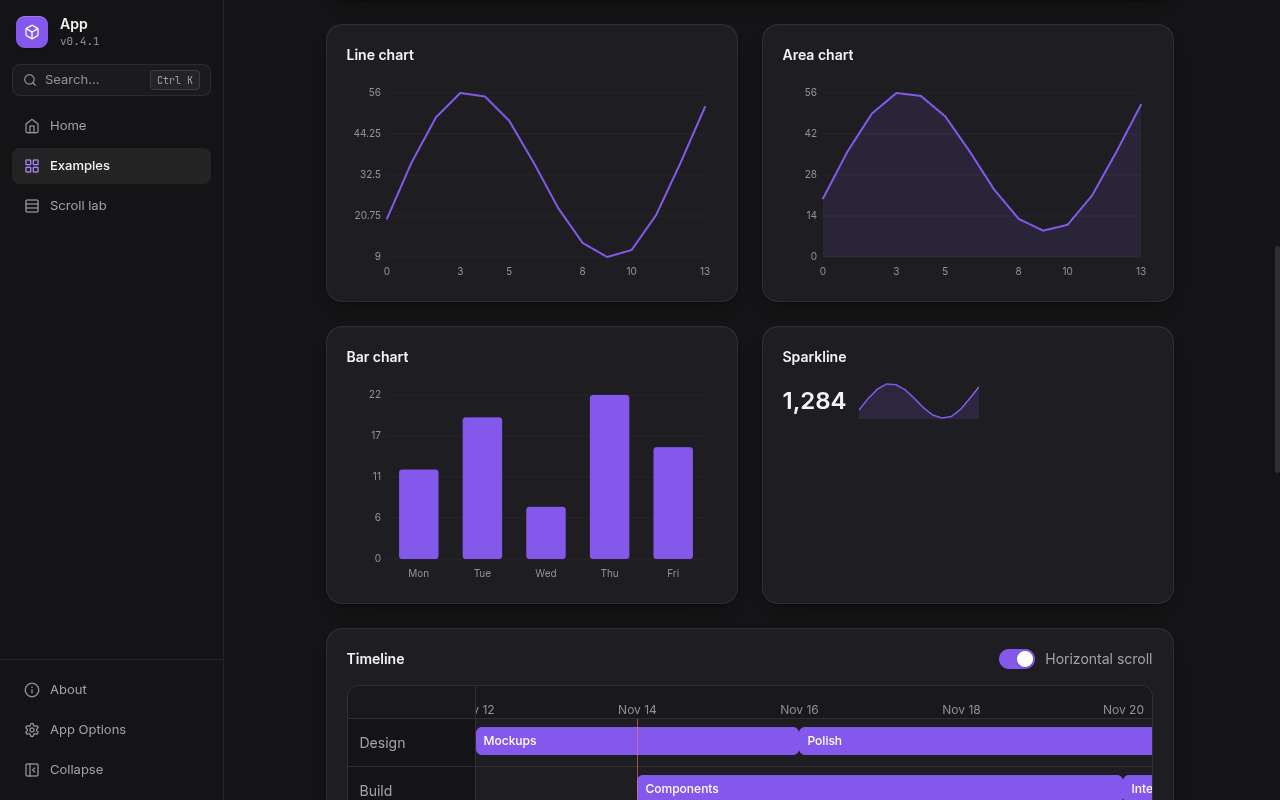 App
v0.4.1
Search...
Ctrl K
Home
Examples
Scroll lab
About
App Options
Collapse
Line chart
56
44.25
32.5
20.75
9
0 3 5 8 10 13
Area chart
56
42
28
14
0
0 3 5 8 10 13
Bar chart
22
17
11
6
0
Mon Tue Wed Thu Fri
Sparkline
1,284
Timeline
Horizontal scroll
12 Nov 14 Nov 16 Nov 18 Nov 20
Design
Mockups
Polish
Build
Components
Inte